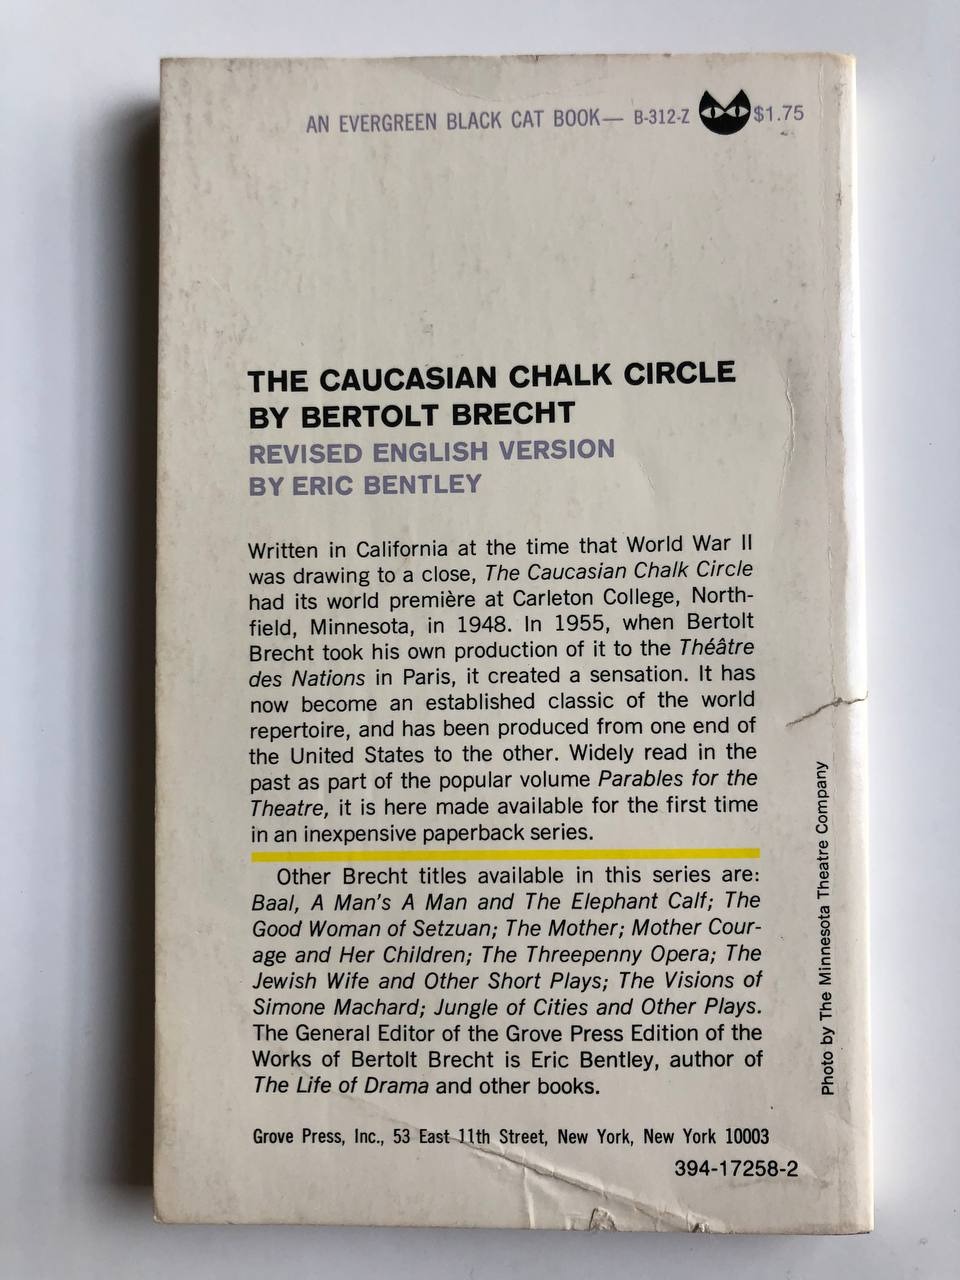 AN EVERGREEN BLACK CAT BOOK— B-312-Z $1.75
THE CAUCASIAN CHALK CIRCLE
BY BERTOLT BRECHT
REVISED ENGLISH VERSION
BY ERIC BENTLEY
Written in California at the time that World War II
was drawing to a close, The Caucasian Chalk Circle
had its world première at Carleton College, North-
field, Minnesota, in 1948. In 1955, when Bertolt
Brecht took his own production of it to the Théâtre
des Nations in Paris, it created a sensation. It has
now become an established classic of the world
repertoire, and has been produced from one end of
the United States to the other. Widely read in the
past as part of the popular volume Parables for the
Theatre, it is here made available for the first time
in an inexpensive paperback series.
Other Brecht titles available in this series are:
Baal, A Man's A Man and The Elephant Calf; The
Good Woman of Setzuan; The Mother; Mother Cour-
age and Her Children; The Threepenny Opera; The
Jewish Wife and Other Short Plays; The Visions of
Simone Machard; Jungle of Cities and Other Plays.
The General Editor of the Grove Press Edition of the
Works of Bertolt Brecht is Eric Bentley, author of
The Life of Drama and other books.
Grove Press, Inc., 53 East 11th Street, New York, New York 10003
394-17258-2
Photo by The Minnesota Theatre Company